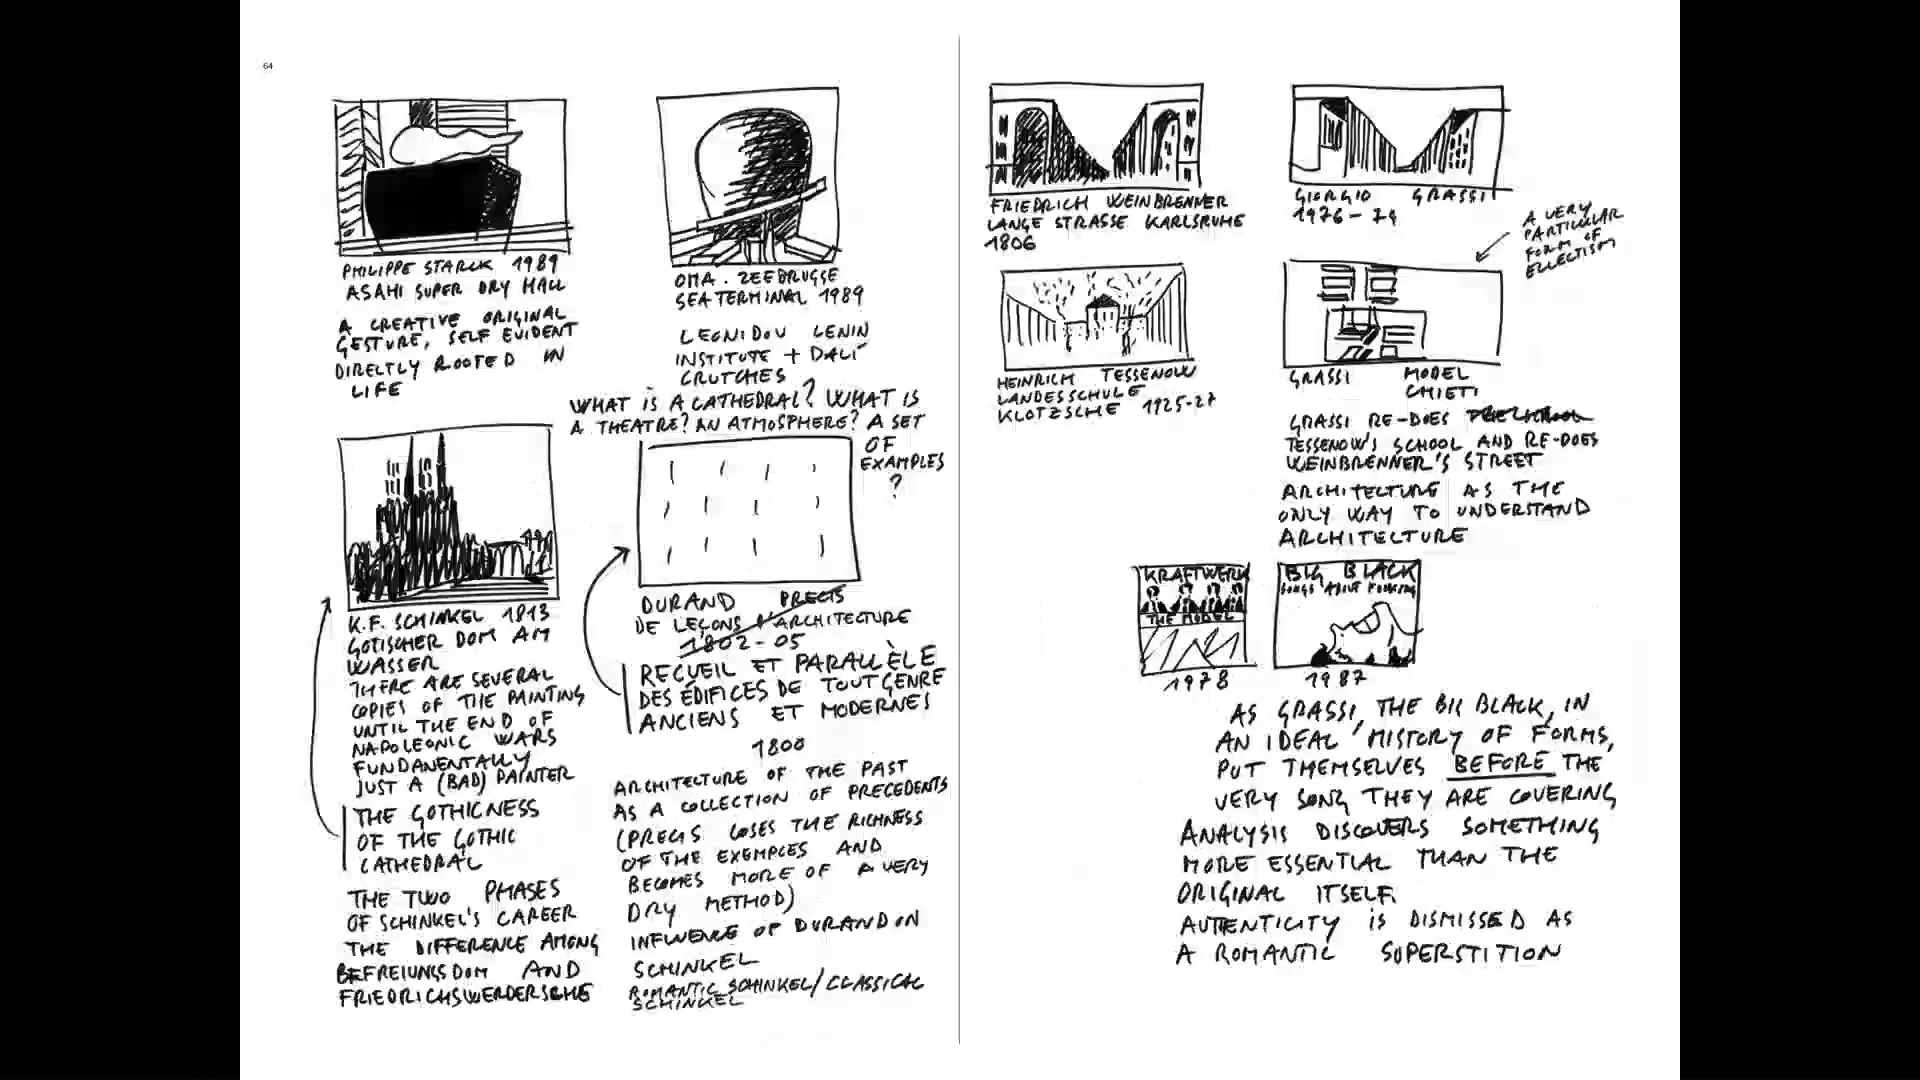 64
PHILIPPE STARCK 1989
ASAHI SUPER DRY HALL
A CREATIVE ORIGINAL
GESTURE, SELF EVIDENT
DIRECTLY ROOTED IN
LIFE
OMA. ZEEBRUGGE
SEA TERMINAL 1989
LEONIDOV LENIN
INSTITUTE + DALÍ
CRUTCHES
WHAT IS A CATHEDRAL? WHAT IS
A THEATRE? AN ATMOSPHERE? A SET
OF
EXAMPLES
?
K.F. SCHINKEL 1813
GOTISCHER DOM AM
WASSER
THERE ARE SEVERAL
COPIES OF THE PAINTING
UNTIL THE END OF
NAPOLEONIC WARS
FUNDAMENTALLY
JUST A (BAD) PAINTER
THE GOTHICNESS
OF THE GOTHIC
CATHEDRAL
THE TWO PHASES
OF SCHINKEL'S CAREER
THE DIFFERENCE AMONG
BEFREIUNGSDOM AND
FRIEDRICHSWERDERSCHE
DURAND PRECIS
DE LEÇONS D'ARCHITECTURE
1802-05
RECUEIL ET PARALLÈLE
DES ÉDIFICES DE TOUT GENRE
ANCIENS ET MODERNES
1800
ARCHITECTURE OF THE PAST
AS A COLLECTION OF PRECEDENTS
(PRECIS LOSES THE RICHNESS
OF THE EXEMPLES AND
BECOMES MORE OF A VERY
DRY METHOD)
INFLUENCE OF DURAND ON
SCHINKEL
ROMANTIC SCHINKEL/CLASSICAL
SCHINKEL
FRIEDRICH WEINBRENNER
LANGE STRASSE KARLSRUHE
1806
GIORGIO GRASSI
1976-79
A VERY
PARTICULAR
FORM OF
ECLECTISM
HEINRICH TESSENOW
LANDESSCHULE
KLOTZSCHE 1925-27
GRASSI MODEL
CHIETI
GRASSI RE-DOES
TESSENOW'S SCHOOL AND RE-DOES
WEINBRENNER'S STREET
ARCHITECTURE AS THE
ONLY WAY TO UNDERSTAND
ARCHITECTURE
KRAFTWERK
THE MODEL
1978
BIG BLACK
SONGS ABOUT FUCKING
1987
AS GRASSI, THE BIG BLACK, IN
AN IDEAL HISTORY OF FORMS,
PUT THEMSELVES BEFORE THE
VERY SONG THEY ARE COVERING
ANALYSIS DISCOVERS SOMETHING
MORE ESSENTIAL THAN THE
ORIGINAL ITSELF.
AUTHENTICITY IS DISMISSED AS
A ROMANTIC SUPERSTITION